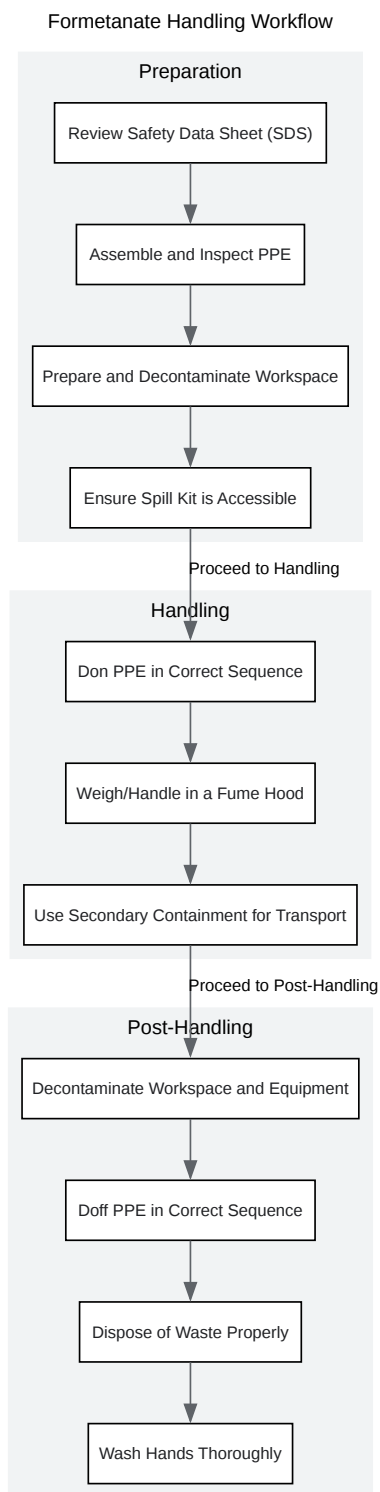 Formetanate Handling Workflow
Preparation
Review Safety Data Sheet (SDS)
Assemble and Inspect PPE
Prepare and Decontaminate Workspace
Ensure Spill Kit is Accessible
Proceed to Handling
Handling
Don PPE in Correct Sequence
Weigh/Handle in a Fume Hood
Use Secondary Containment for Transport
Proceed to Post-Handling
Post-Handling
Decontaminate Workspace and Equipment
Doff PPE in Correct Sequence
Dispose of Waste Properly
Wash Hands Thoroughly